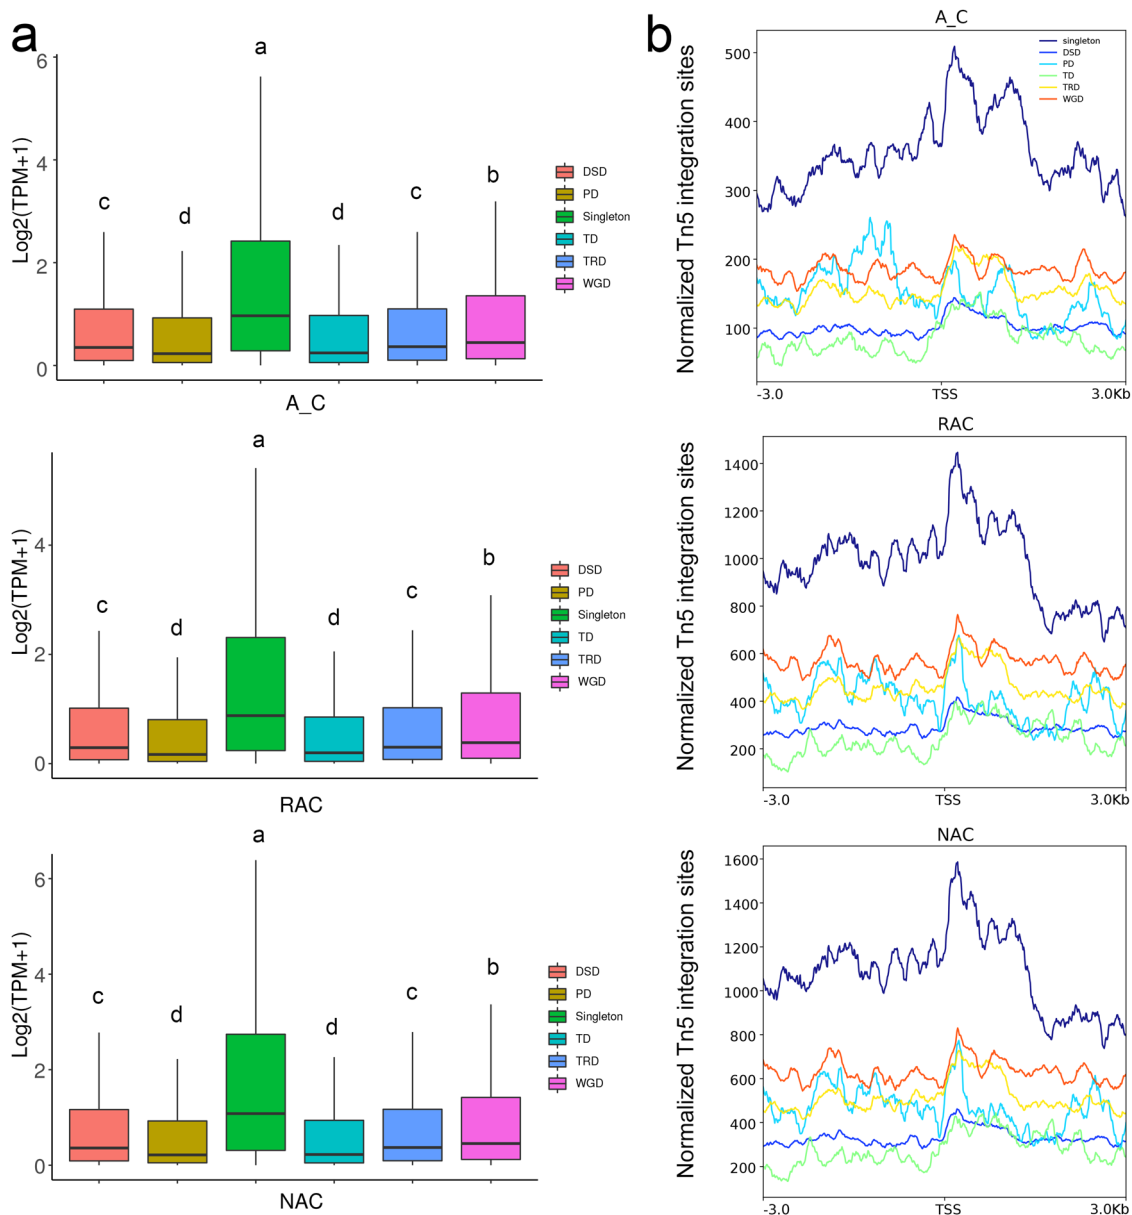 a
Log2(TPM+1)
6
4
2
0
c
d
a
d
c
b
A_C
DSD
PD
Singleton
TD
TRD
WGD
Log2(TPM+1)
4
2
0
c
d
a
d
c
b
RAC
DSD
PD
Singleton
TD
TRD
WGD
Log2(TPM+1)
6
4
2
0
c
d
a
d
c
b
NAC
DSD
PD
Singleton
TD
TRD
WGD
b
A_C
Normalized Tn5 integration sites
500
400
300
200
100
singleton
DSD
PD
TD
TRD
WGD
-3.0 TSS 3.0Kb
RAC
Normalized Tn5 integration sites
1400
1200
1000
800
600
400
200
-3.0 TSS 3.0Kb
NAC
Normalized Tn5 integration sites
1600
1400
1200
1000
800
600
400
200
-3.0 TSS 3.0Kb